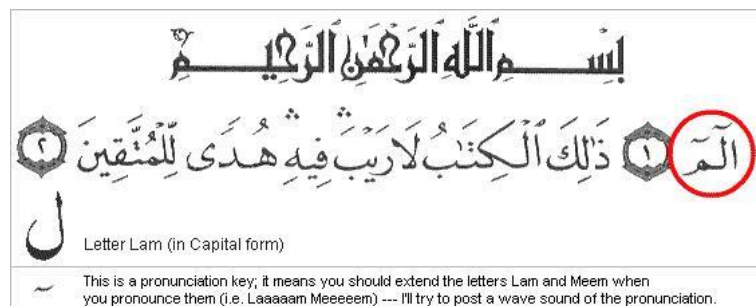 بِسْمِ ٱللَّهِ ٱلرَّحْمَٰنِ ٱلرَّحِيمِ
الٓمٓ ١ ذَٰلِكَ ٱلْكِتَٰبُ لَا رَيْبَ ۛ فِيهِ ۛ هُدًى لِّلْمُتَّقِينَ ٢
ل Letter Lam (in Capital form)
~ This is a pronunciation key; it means you should extend the letters Lam and Meem when
you pronounce them (i.e. Laaaaam Meeeeem) --- I'll try to post a wave sound of the pronunciation.